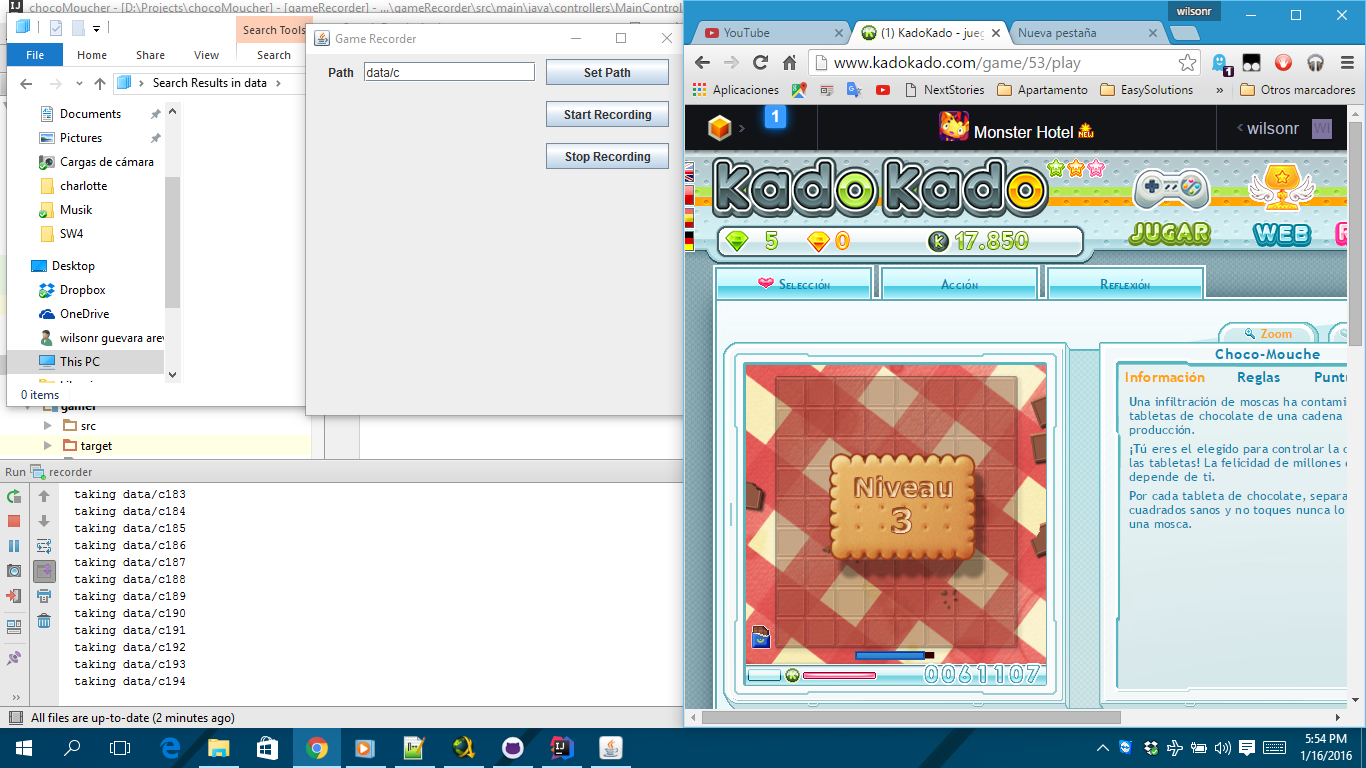 chocoMoucher - [D:\Projects\chocoMoucher] - [gameRecorder] - ...\gameRecorder\src\main\java\controllers\MainControl
Search Tools
File
Home
Share
View
Search
Search Results in data
Documents
Pictures
Cargas de cámara
charlotte
Musik
SW4
Desktop
Dropbox
OneDrive
wilsonr guevara arev
This PC
0 items
Game Recorder
Path
data/c
Set Path
Start Recording
Stop Recording
gamer
src
target
Run
recorder
taking data/c183
taking data/c184
taking data/c185
taking data/c186
taking data/c187
taking data/c188
taking data/c189
taking data/c190
taking data/c191
taking data/c192
taking data/c193
taking data/c194
All files are up-to-date (2 minutes ago)
wilsonr
YouTube
(1) KadoKado - jueg
Nueva pestaña
www.kadokado.com/game/53/play
1
Aplicaciones
NextStories
Apartamento
EasySolutions
»
Otros marcadores
1
Monster Hotel
NEW
wilsonr
WI
KadoKado
5
0
K
17.850
JUGAR
WEB
Selección
Acción
Reflexión
Zoom
Choco-Mouche
Información
Reglas
Puntu
Una infiltración de moscas ha contami
tabletas de chocolate de una cadena
producción.
¡Tú eres el elegido para controlar la c
las tabletas! La felicidad de millones
depende de ti.
Por cada tableta de chocolate, separa
cuadrados sanos y no toques nunca lo
una mosca.
Niveau
3
0061107
5:54 PM
1/16/2016